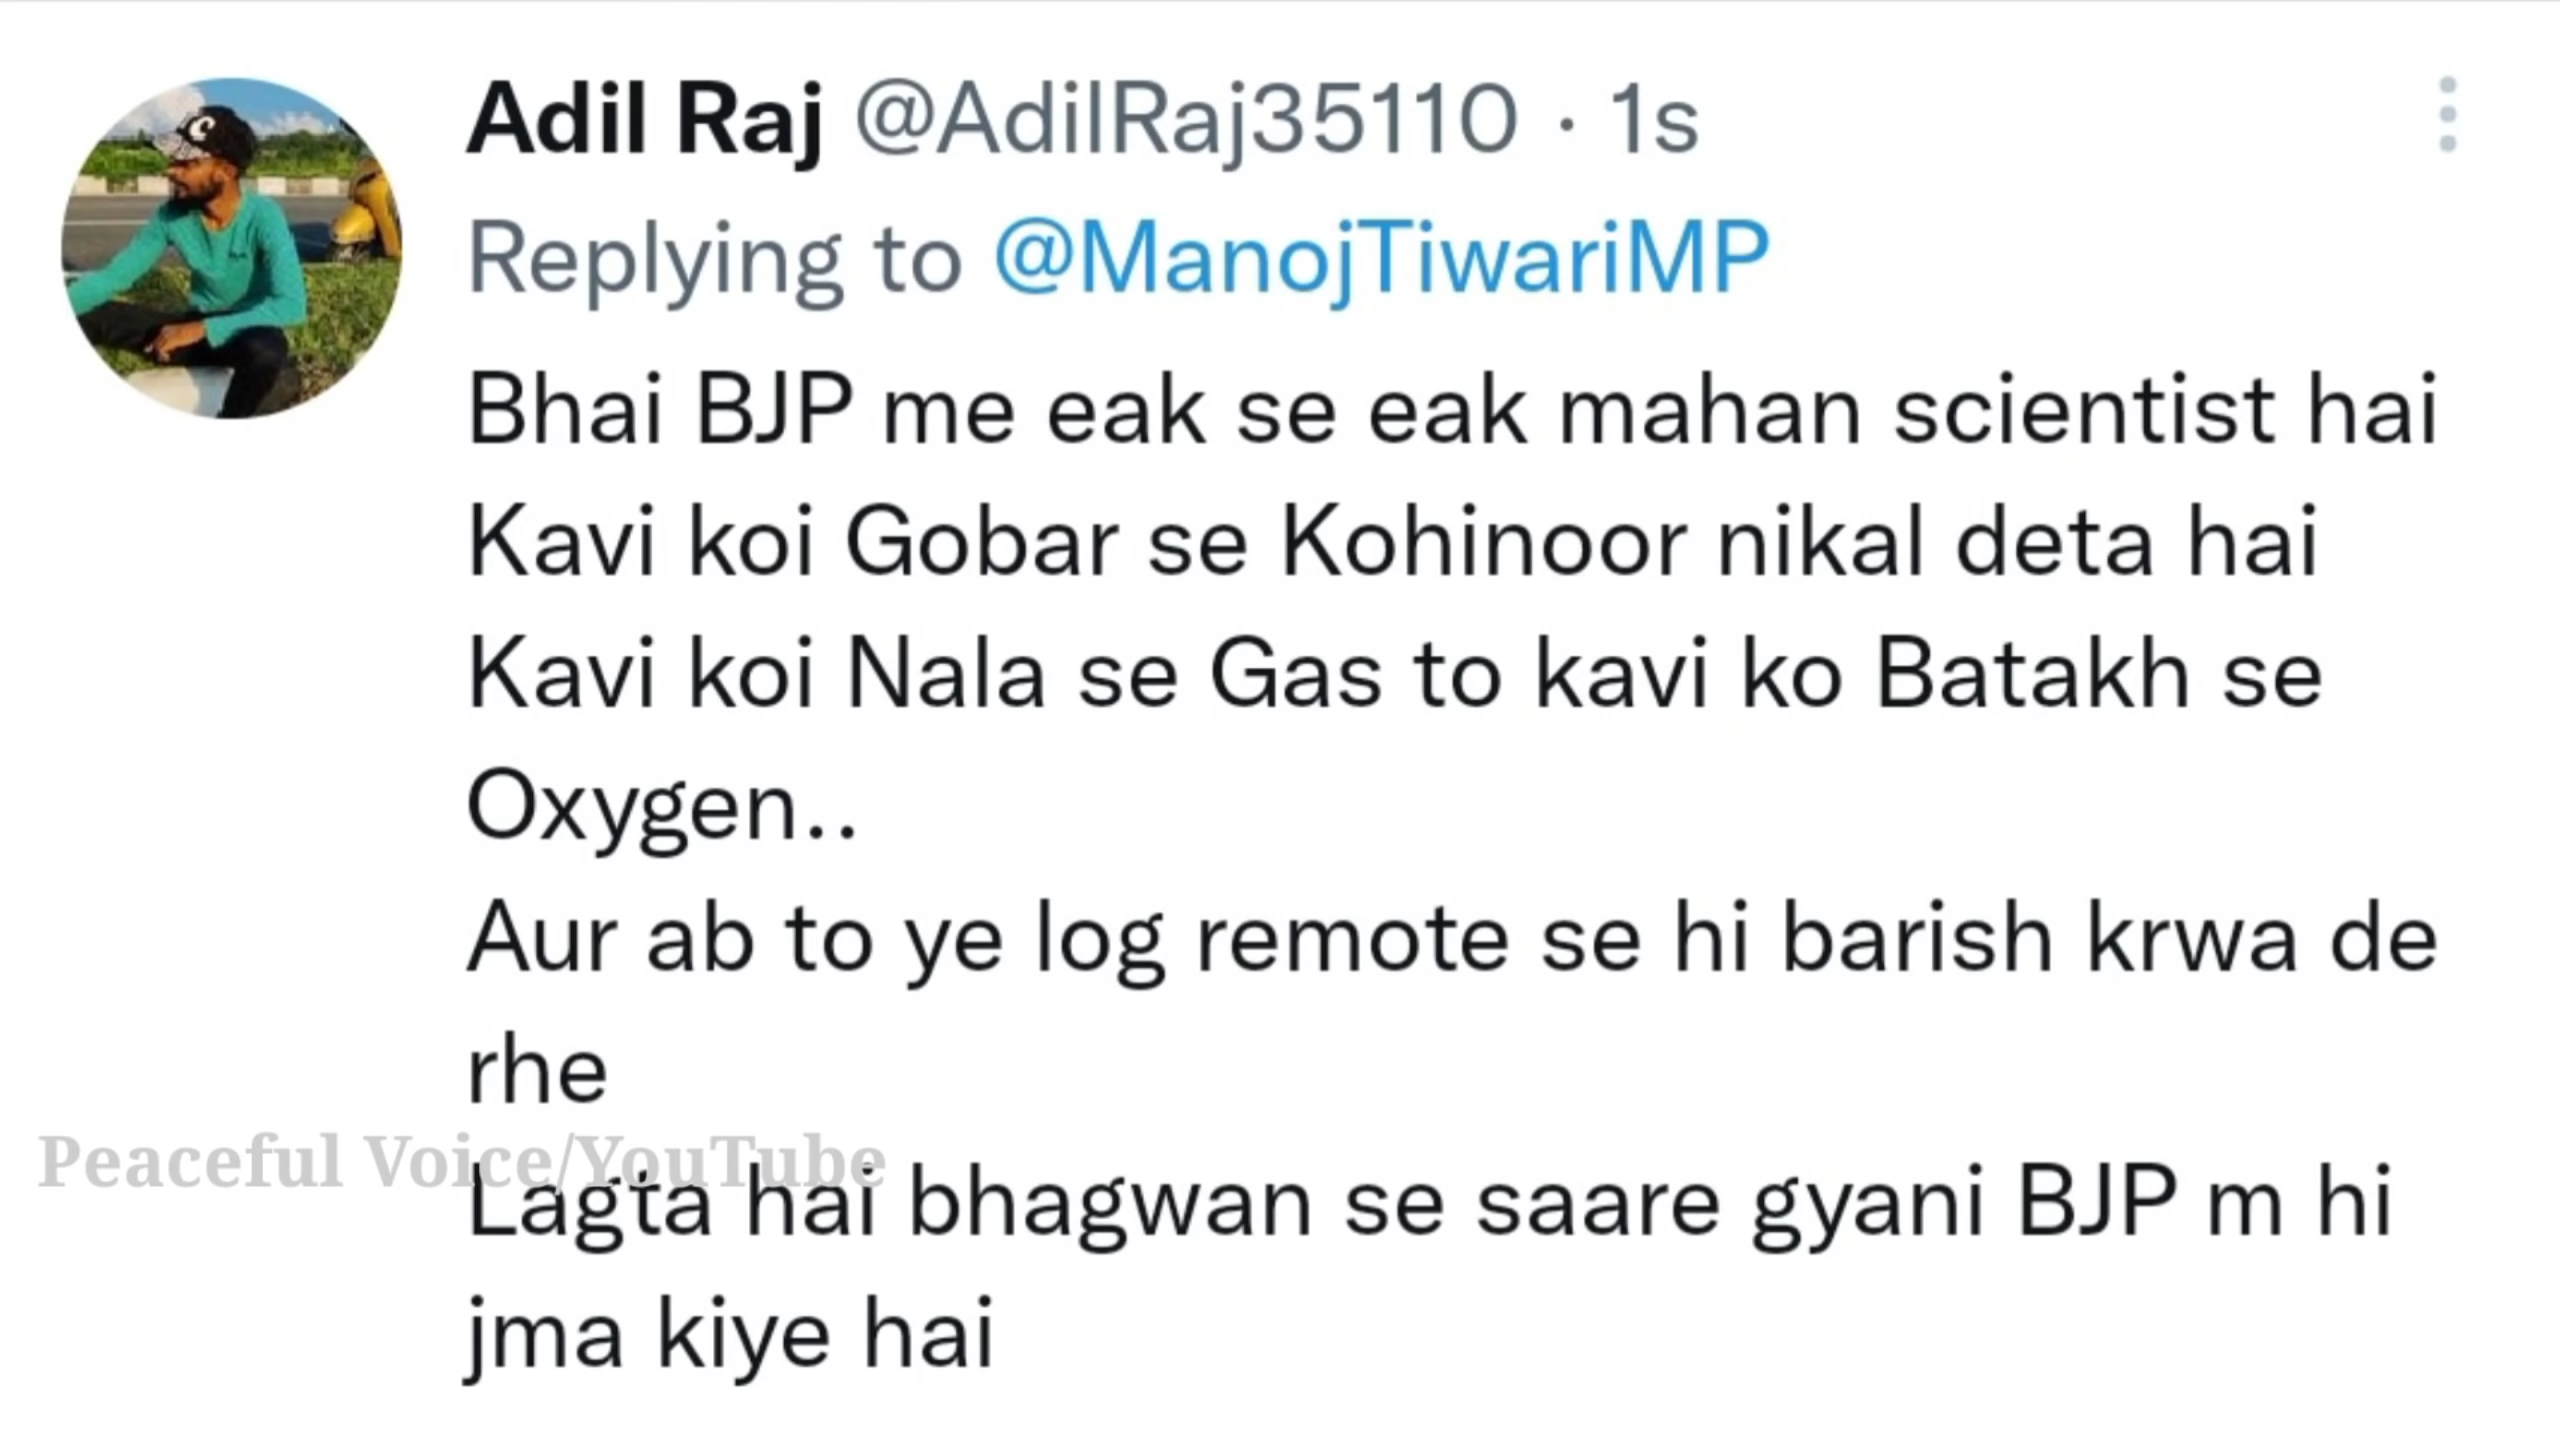 Adil Raj @AdilRaj35110 · 1s
Replying to @ManojTiwariMP
Bhai BJP me eak se eak mahan scientist hai
Kavi koi Gobar se Kohinoor nikal deta hai
Kavi koi Nala se Gas to kavi ko Batakh se
Oxygen..
Aur ab to ye log remote se hi barish krwa de
rhe
Peaceful Voice/YouTube
Lagta hai bhagwan se saare gyani BJP m hi
jma kiye hai